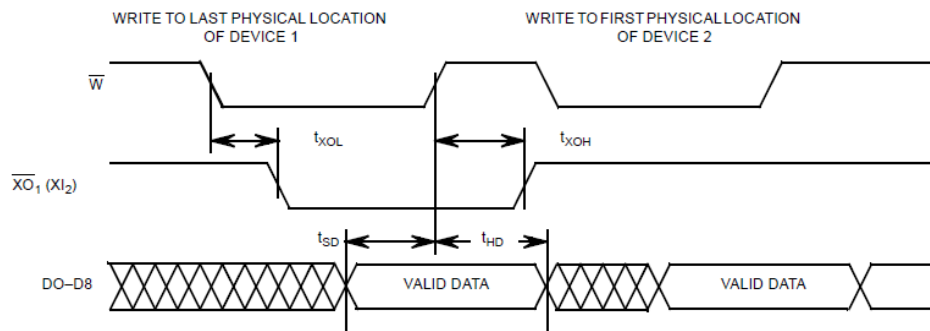 WRITE TO LAST PHYSICAL LOCATION
OF DEVICE 1
WRITE TO FIRST PHYSICAL LOCATION
OF DEVICE 2
W̅
tXOL
tXOH
X̅O̅1 (XI2)
tSD
tHD
DO–D8
VALID DATA
VALID DATA